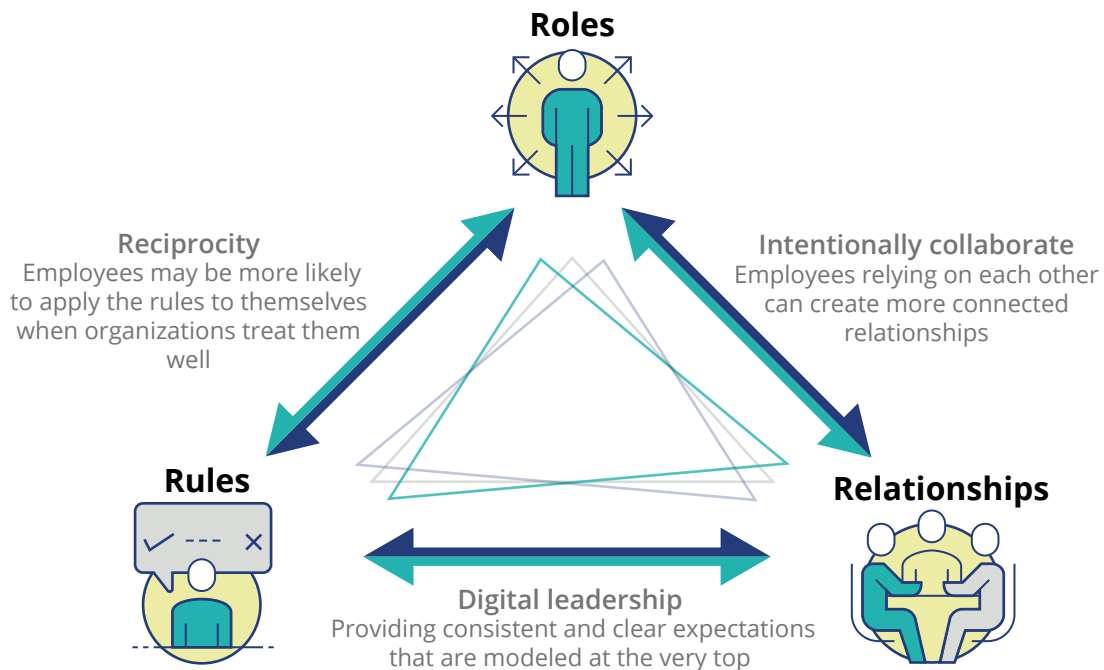 Roles
Reciprocity
Employees may be more likely
to apply the rules to themselves
when organizations treat them
well
Intentionally collaborate
Employees relying on each other
can create more connected
relationships
Rules
Relationships
Digital leadership
Providing consistent and clear expectations
that are modeled at the very top